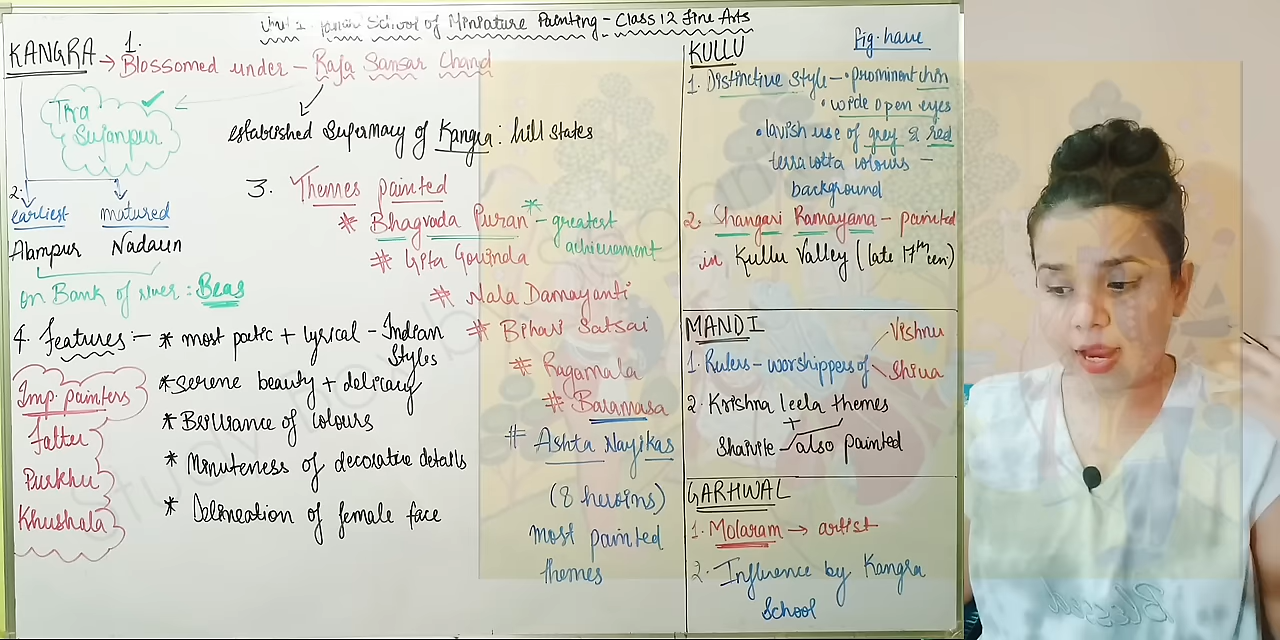 School of Miniature Painting - Class 12 Fine Arts
KANGRA → 1. Blossomed under - Raja Sansar Chand
Tira
Sujanpur
established Supermacy of Kangra : hill states
2.
earliest matured
Alampur Nadaun
on Bank of river : Beas
3. Themes painted
# Bhagvada Puran * - greatest
achievement
# Gita Govinda
# Nala Damayanti
# Bihari Satsai
# Ragamala
# Baramasa
# Ashta Nayikas
(8 heroins)
most painted
themes
4. Features :- * most poetic + lyrical - Indian
Styles
* serene beauty + delicacy
* Brilliance of colours
* Minuteness of decorative details
* Delineation of female face
Imp. painters
Fattu
Purkhu
Khushala
KULLU
fig. have
1. Distinctive style - • prominent chin
• wide open eyes
• lavish use of grey & red
terracotta colours -
background
2. Shangari Ramayana - painted
in Kullu Valley (late 17th cen)
MANDI
1. Rulers - worshippers of Vishnu
Shiva
2. Krishna leela themes
+
Shaivite also painted
GARHWAL
1. Molaram → artist
2. Influence by Kangra
School
Blessed